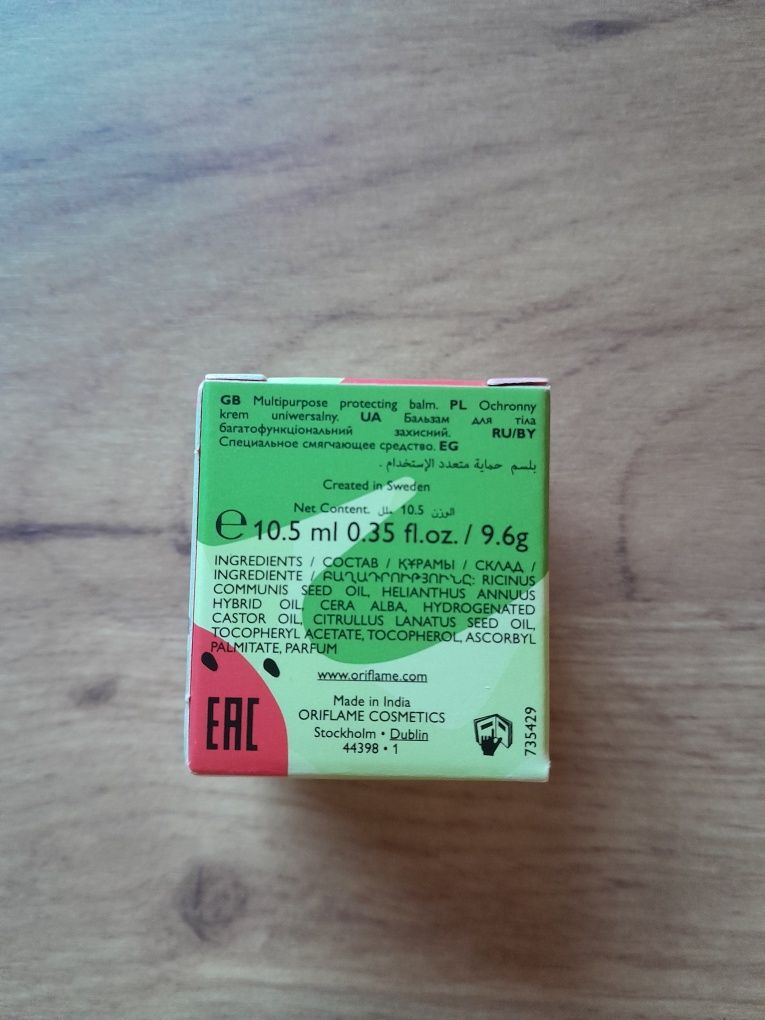 GB Multipurpose protecting balm. PL Ochronny
krem uniwersalny. UA Бальзам для тіла
багатофункціональний захисний. RU/BY
Специальное смягчающее средство. EG
بلسم حماية متعدد الإستخدام .
Created in Sweden
Net Content. الوزن 10.5 ملل
℮ 10.5 ml 0.35 fl.oz. / 9.6g
INGREDIENTS / СОСТАВ / ҚҰРАМЫ / СКЛАД /
INGREDIENTE / ԲԱՂԱԴՐՈՒԹՅՈՒՆԸ: RICINUS
COMMUNIS SEED OIL, HELIANTHUS ANNUUS
HYBRID OIL, CERA ALBA, HYDROGENATED
CASTOR OIL, CITRULLUS LANATUS SEED OIL,
TOCOPHERYL ACETATE, TOCOPHEROL, ASCORBYL
PALMITATE, PARFUM
www.oriflame.com
Made in India
ORIFLAME COSMETICS
Stockholm • Dublin
44398 • 1
EAC
735429